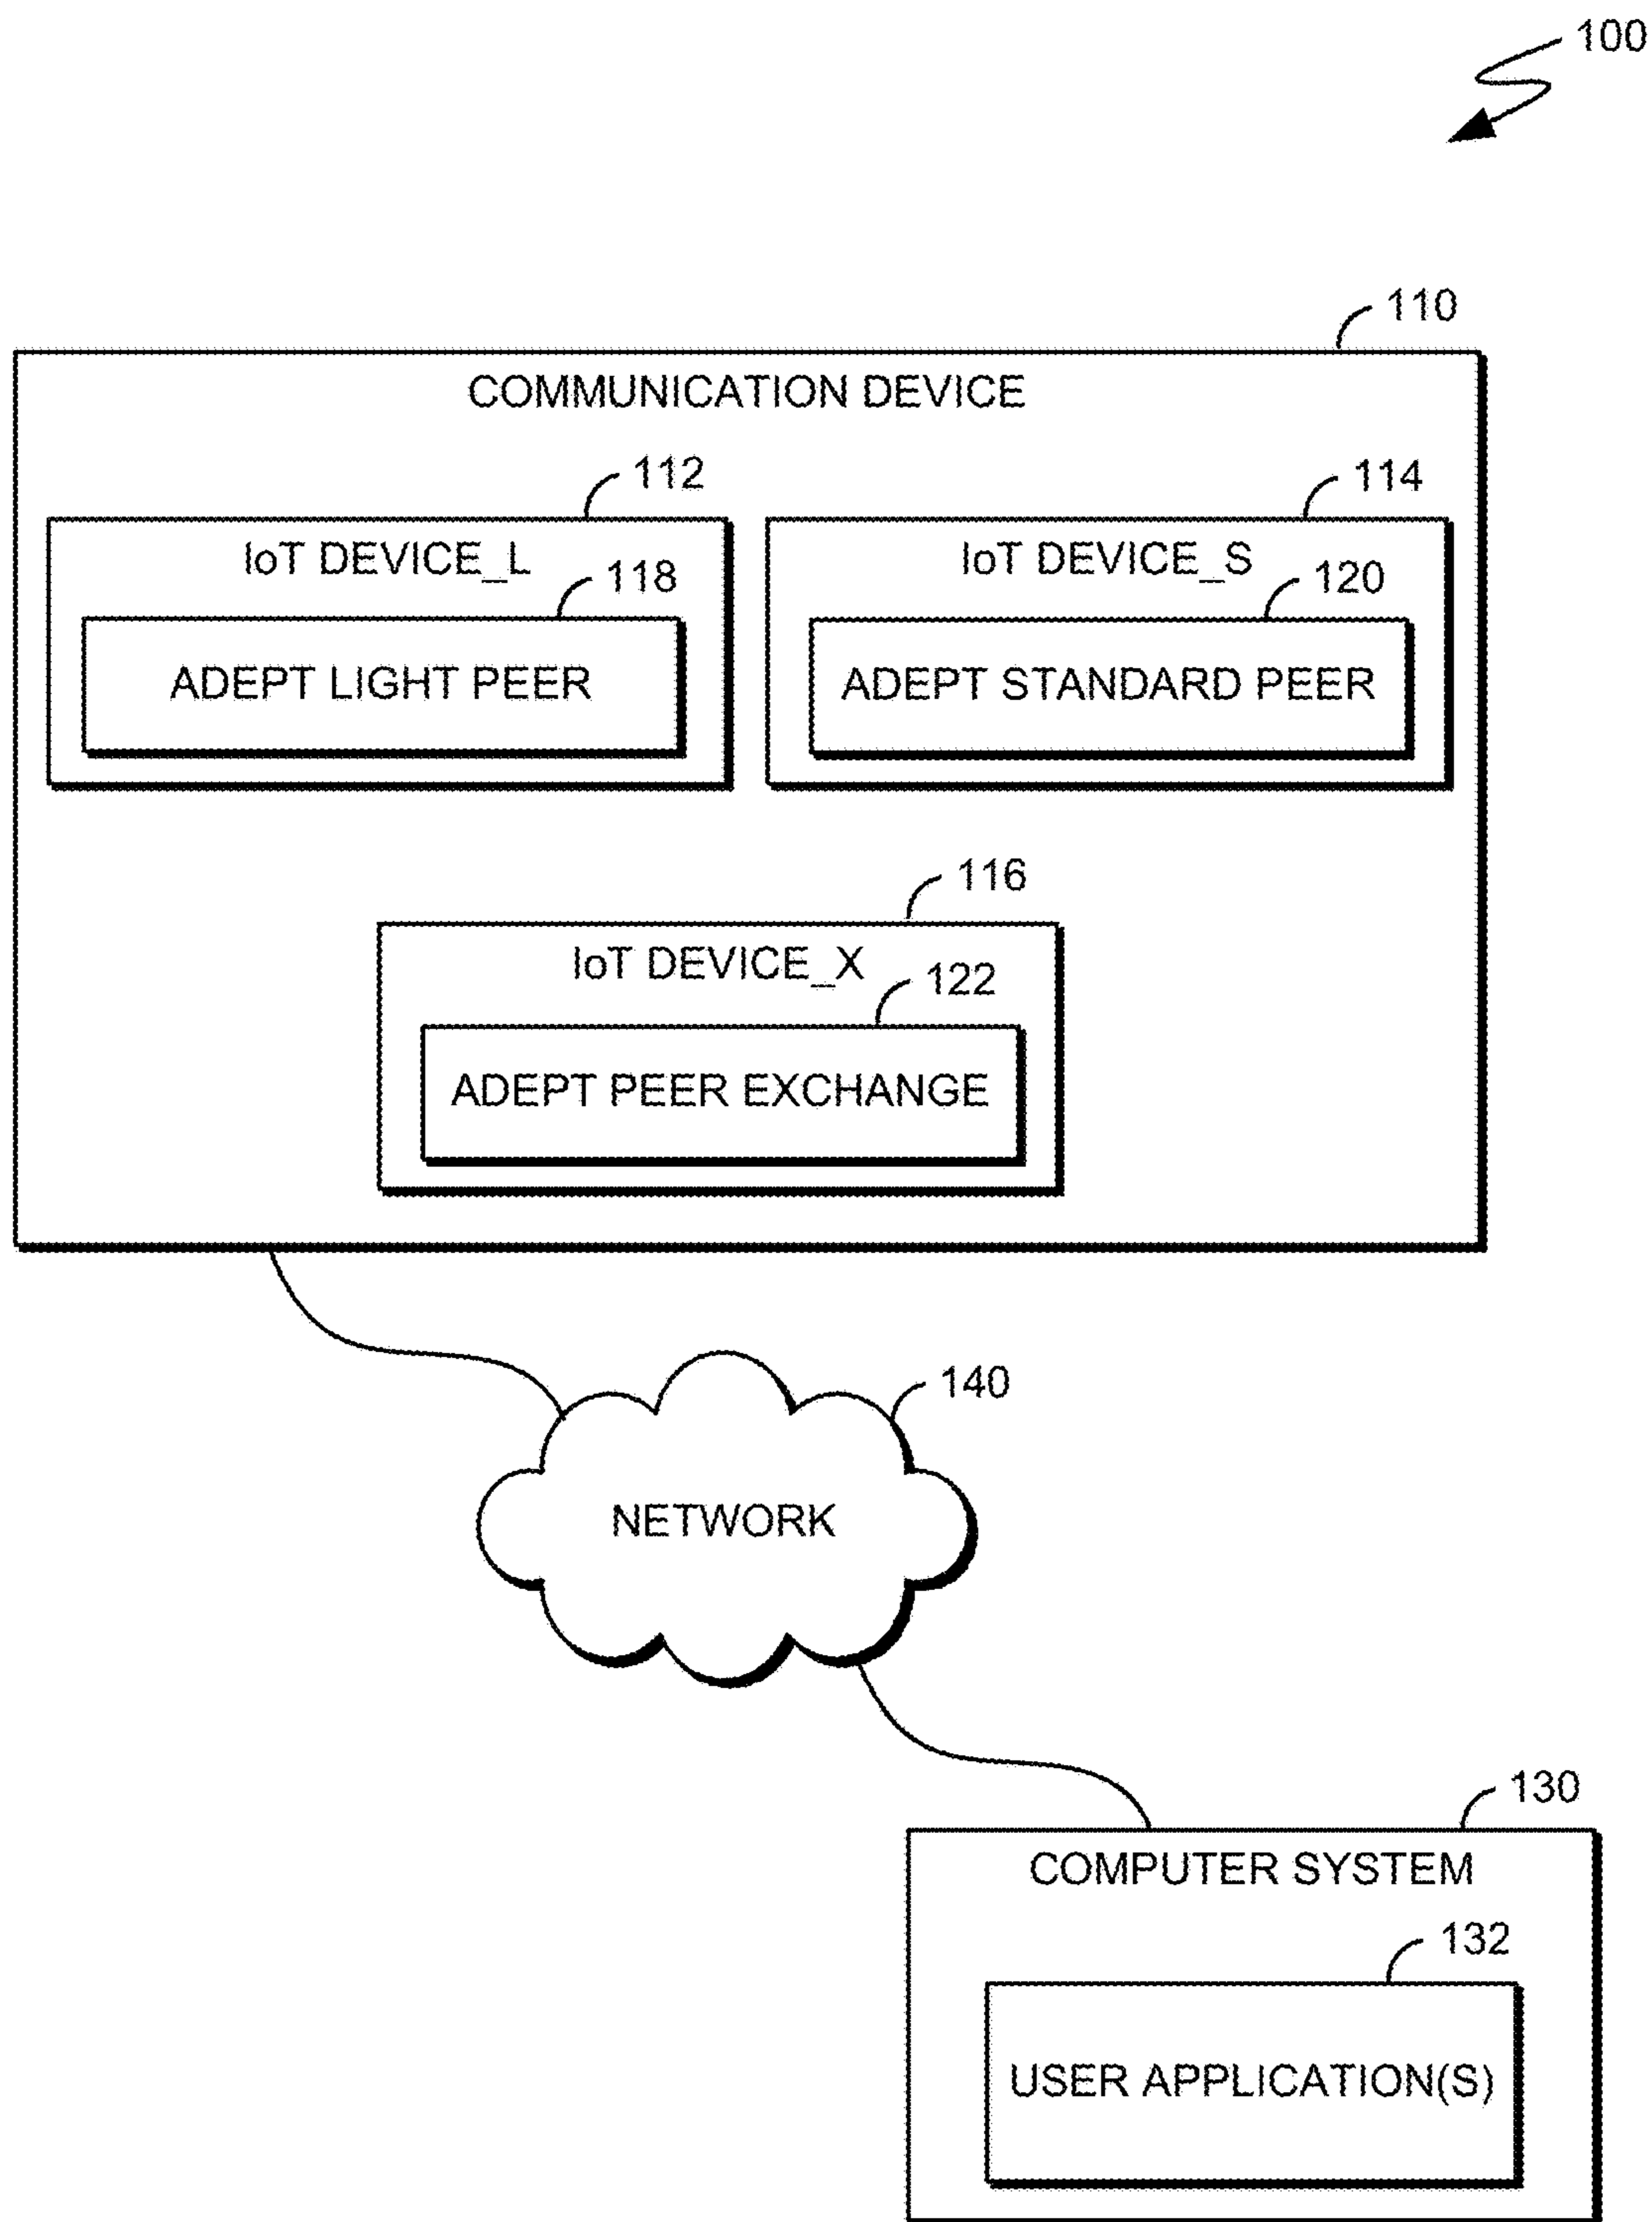 100
110
COMMUNICATION DEVICE
112
114
IoT DEVICE_L
118
IoT DEVICE_S
120
ADEPT LIGHT PEER
ADEPT STANDARD PEER
116
IoT DEVICE_X
122
ADEPT PEER EXCHANGE
140
NETWORK
130
COMPUTER SYSTEM
132
USER APPLICATION(S)